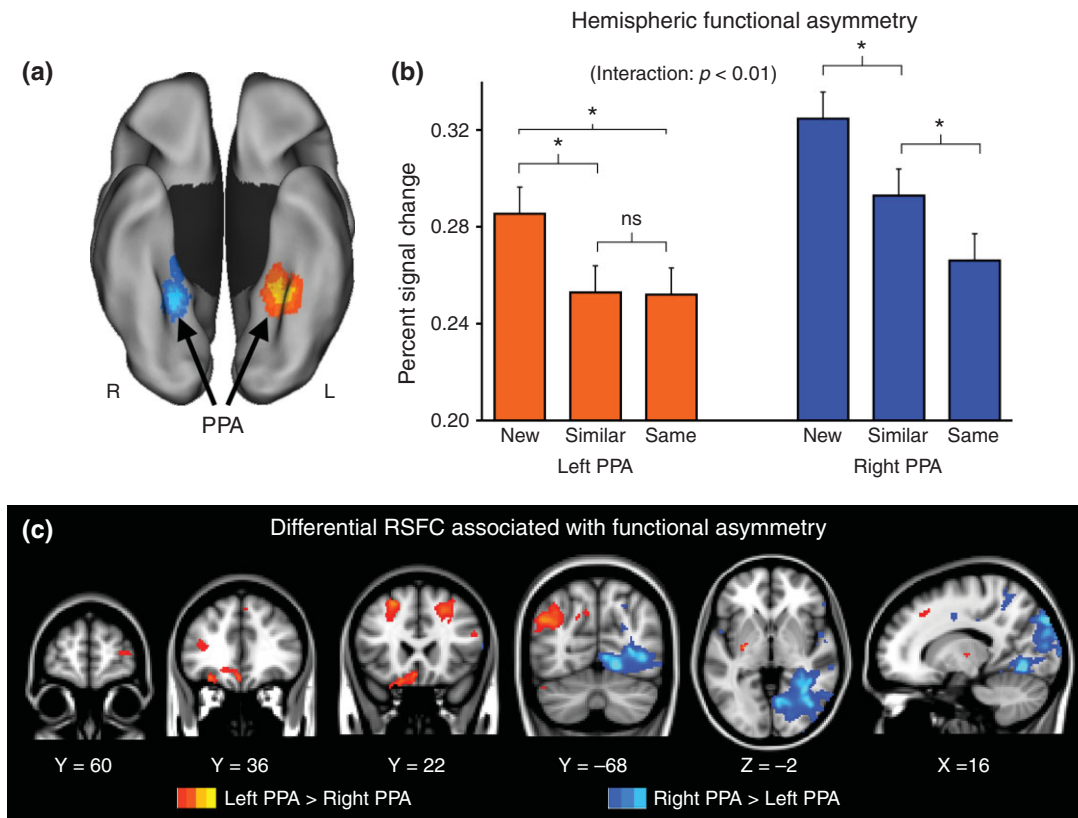 Hemispheric functional asymmetry
(a)
R
L
PPA
(b)
(Interaction: p < 0.01)
Percent signal change
0.32
0.28
0.24
0.20
*
*
ns
*
*
New Similar Same
Left PPA
New Similar Same
Right PPA
(c)
Differential RSFC associated with functional asymmetry
Y = 60
Y = 36
Y = 22
Y = –68
Z = –2
X =16
Left PPA > Right PPA
Right PPA > Left PPA